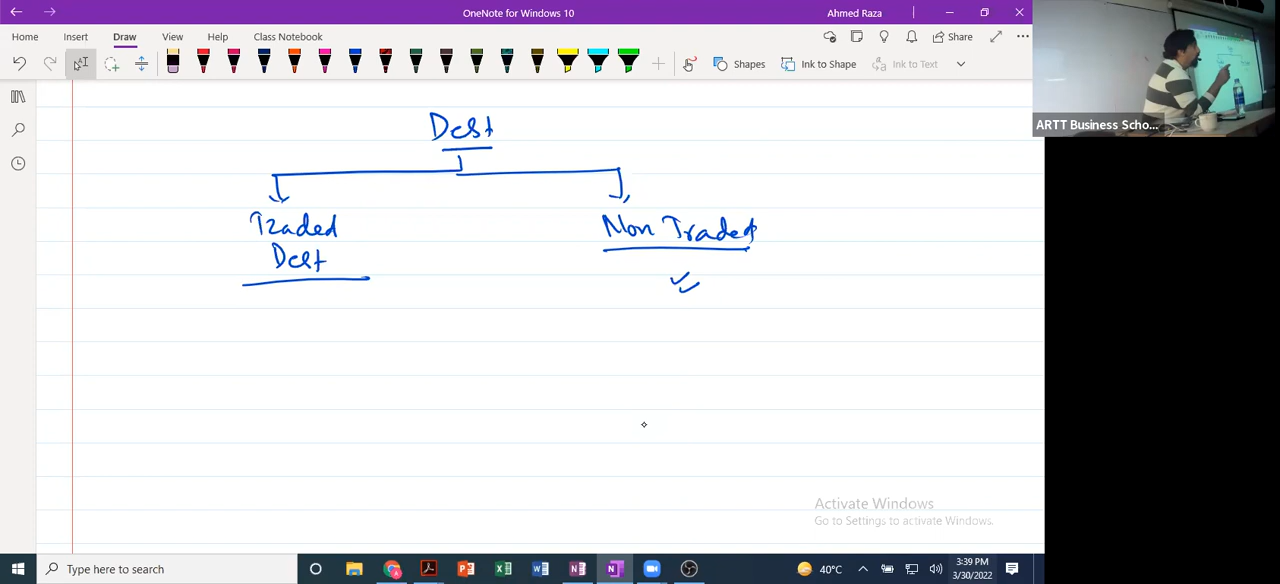 OneNote for Windows 10
Ahmed Raza
Home Insert Draw View Help Class Notebook
Share
Shapes Ink to Shape Ink to Text
ARTT Business Scho...
Debt
Traded
Debt
Non Traded
Activate Windows
Go to Settings to activate Windows.
Type here to search
40°C
3:39 PM
3/30/2022